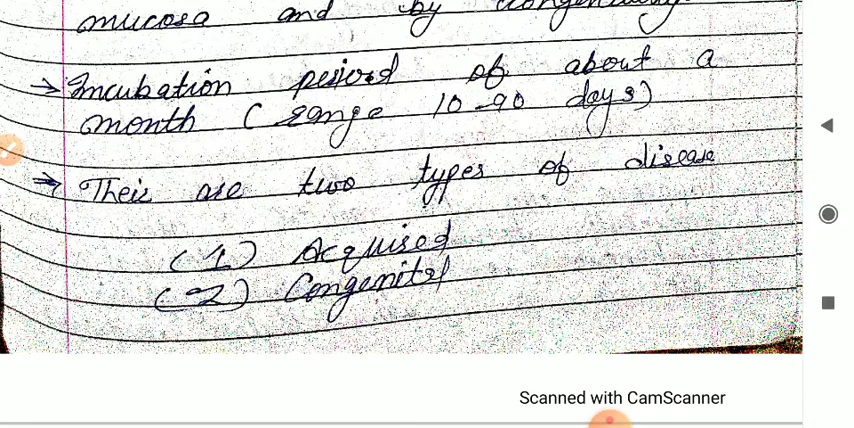 mucosa and by congenitally.
→ Incubation period of about a
month (range 10-90 days)
⇒ Their are two types of disease
(1) Acquired
(2) Congenital
Scanned with CamScanner